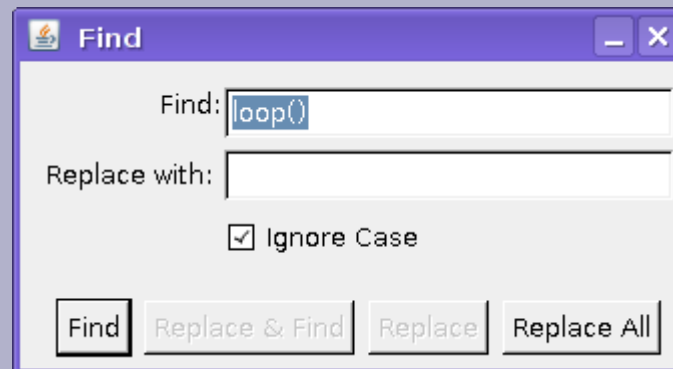 Find
Find: loop()
Replace with:
Ignore Case
Find Replace & Find Replace Replace All